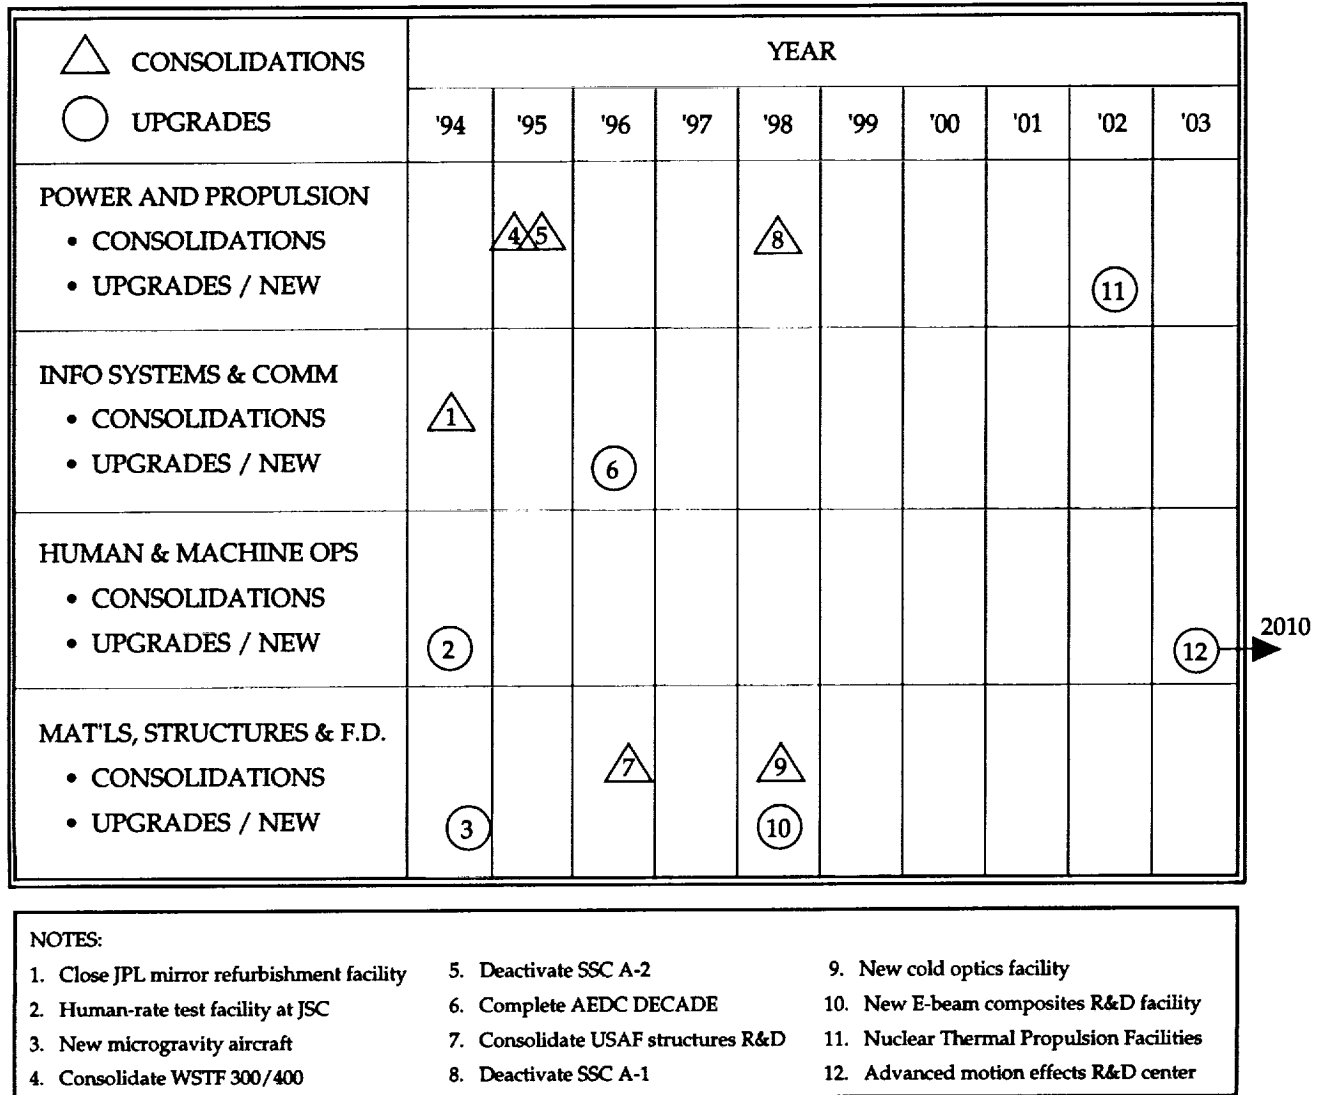 CONSOLIDATIONS
UPGRADES
YEAR
'94 '95 '96 '97 '98 '99 '00 '01 '02 '03
POWER AND PROPULSION
• CONSOLIDATIONS 4 5 8
• UPGRADES / NEW 11
INFO SYSTEMS & COMM
• CONSOLIDATIONS 1
• UPGRADES / NEW 6
HUMAN & MACHINE OPS
• CONSOLIDATIONS
• UPGRADES / NEW 2 12 2010
MAT'LS, STRUCTURES & F.D.
• CONSOLIDATIONS 7 9
• UPGRADES / NEW 3 10
NOTES:
1. Close JPL mirror refurbishment facility
2. Human-rate test facility at JSC
3. New microgravity aircraft
4. Consolidate WSTF 300/400
5. Deactivate SSC A-2
6. Complete AEDC DECADE
7. Consolidate USAF structures R&D
8. Deactivate SSC A-1
9. New cold optics facility
10. New E-beam composites R&D facility
11. Nuclear Thermal Propulsion Facilities
12. Advanced motion effects R&D center